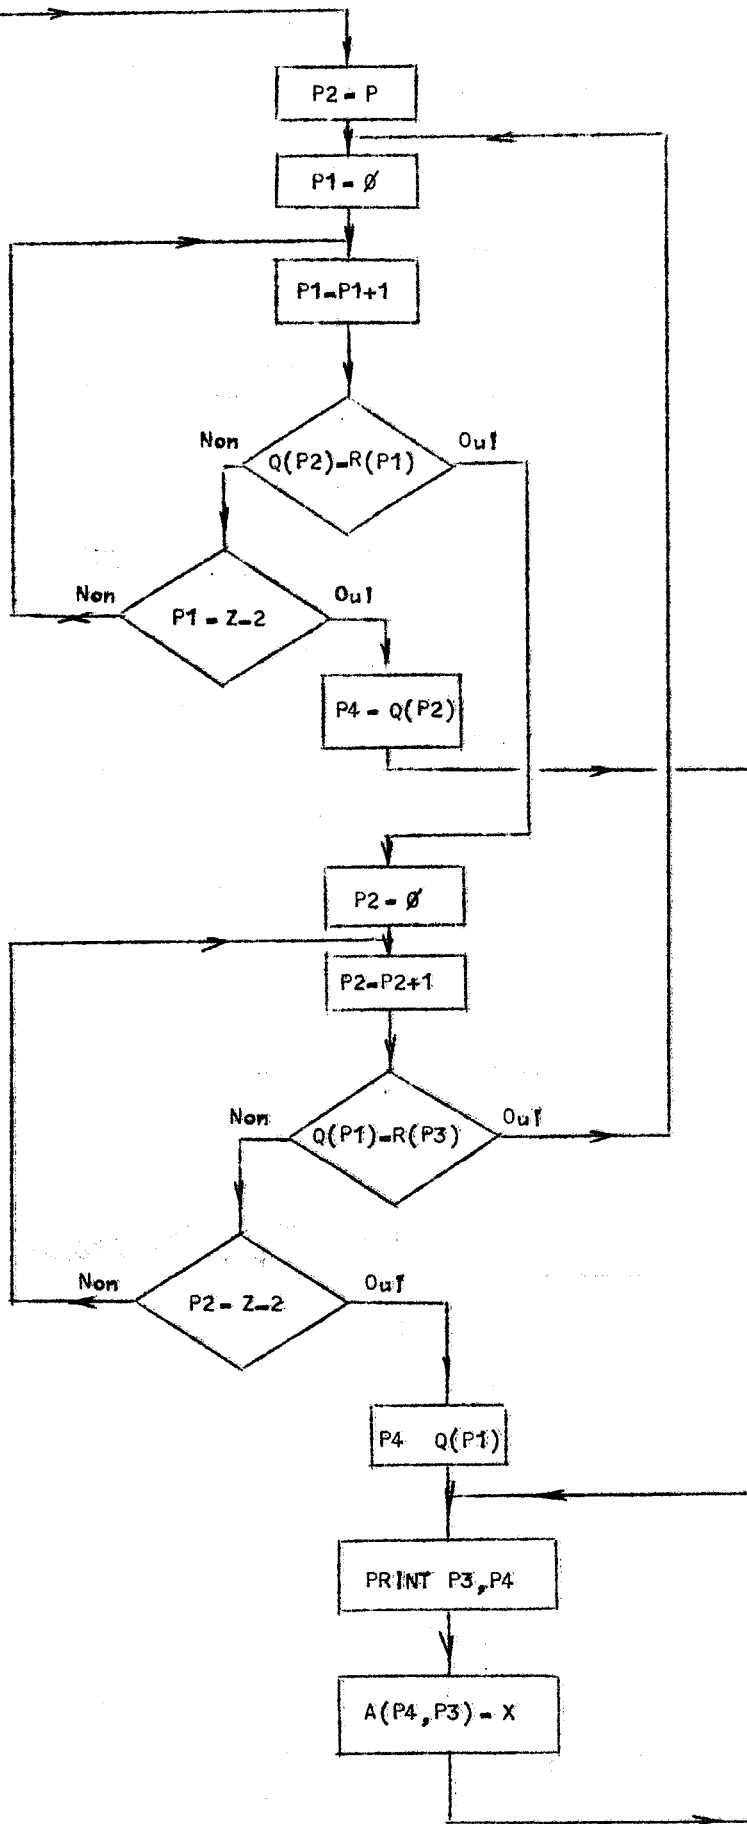 P2 = P
P1 = Ø
P1=P1+1
Non
Oui
Q(P2)=R(P1)
Non
Oui
P1 = Z-2
P4 = Q(P2)
P2 = Ø
P2=P2+1
Non
Oui
Q(P1)=R(P3)
Non
Oui
P2 = Z-2
P4 Q(P1)
PRINT P3,P4
A(P4,P3) = X